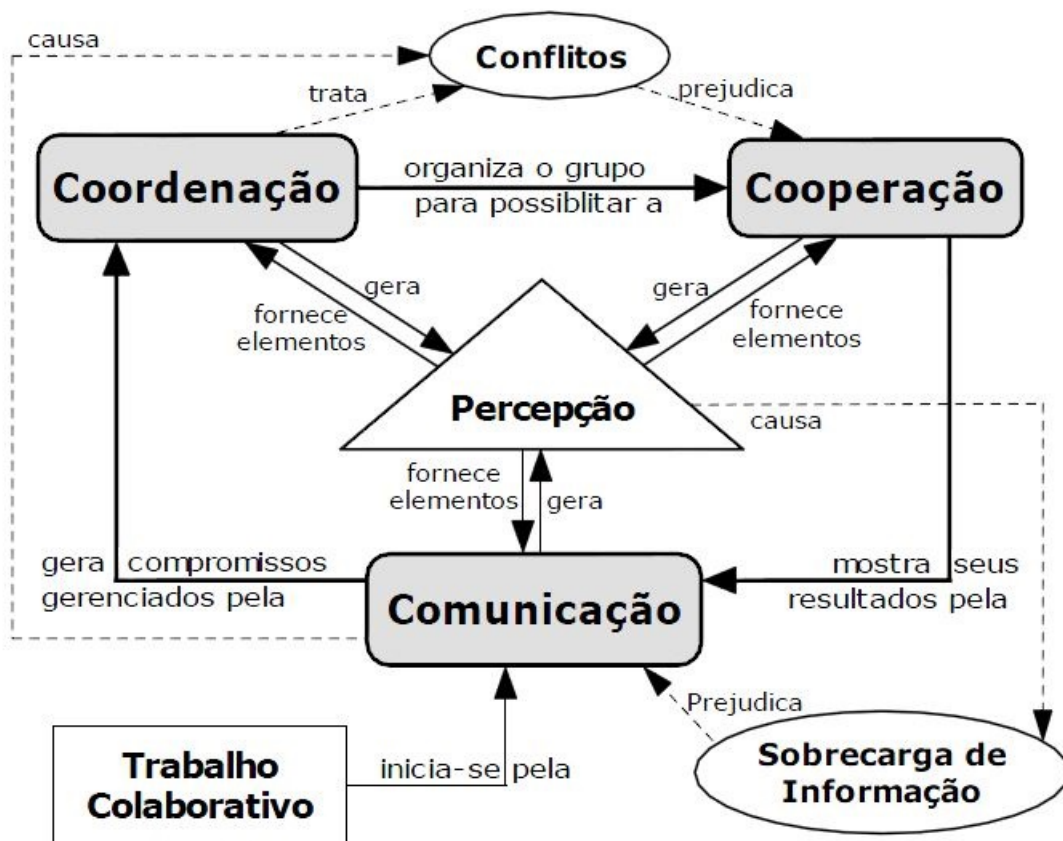 causa
Conflitos
trata
prejudica
Coordenação
organiza o grupo
para possiblitar a
Cooperação
gera
fornece
elementos
gera
fornece
elementos
Percepção
causa
fornece
elementos
gera
gera compromissos
gerenciados pela
Comunicação
mostra seus
resultados pela
Prejudica
Trabalho
Colaborativo
inicia-se pela
Sobrecarga de
Informação